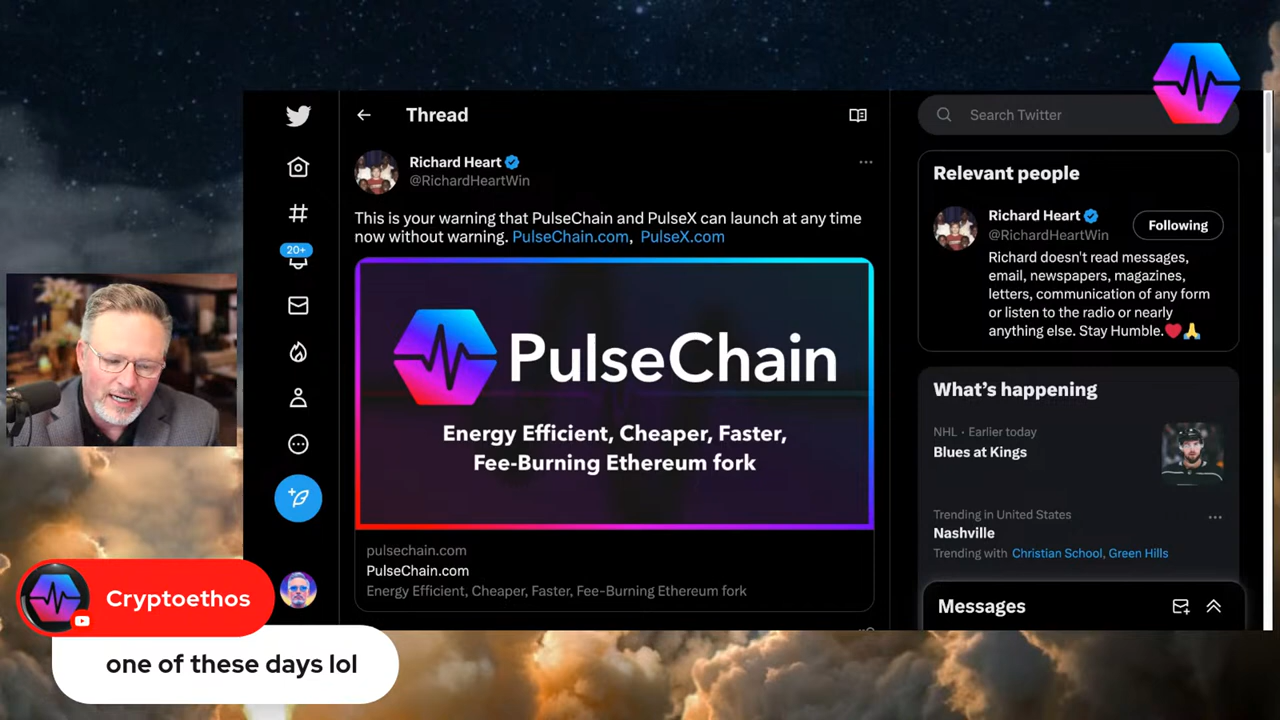 Thread
Richard Heart
@RichardHeartWin
This is your warning that PulseChain and PulseX can launch at any time
now without warning. PulseChain.com, PulseX.com
PulseChain
Energy Efficient, Cheaper, Faster,
Fee-Burning Ethereum fork
pulsechain.com
PulseChain.com
Energy Efficient, Cheaper, Faster, Fee-Burning Ethereum fork
20+
Search Twitter
Relevant people
Richard Heart
@RichardHeartWin
Following
Richard doesn't read messages,
email, newspapers, magazines,
letters, communication of any form
or listen to the radio or nearly
anything else. Stay Humble.❤️🙏
What's happening
NHL · Earlier today
Blues at Kings
Trending in United States
Nashville
Trending with Christian School, Green Hills
Messages
Cryptoethos
one of these days lol